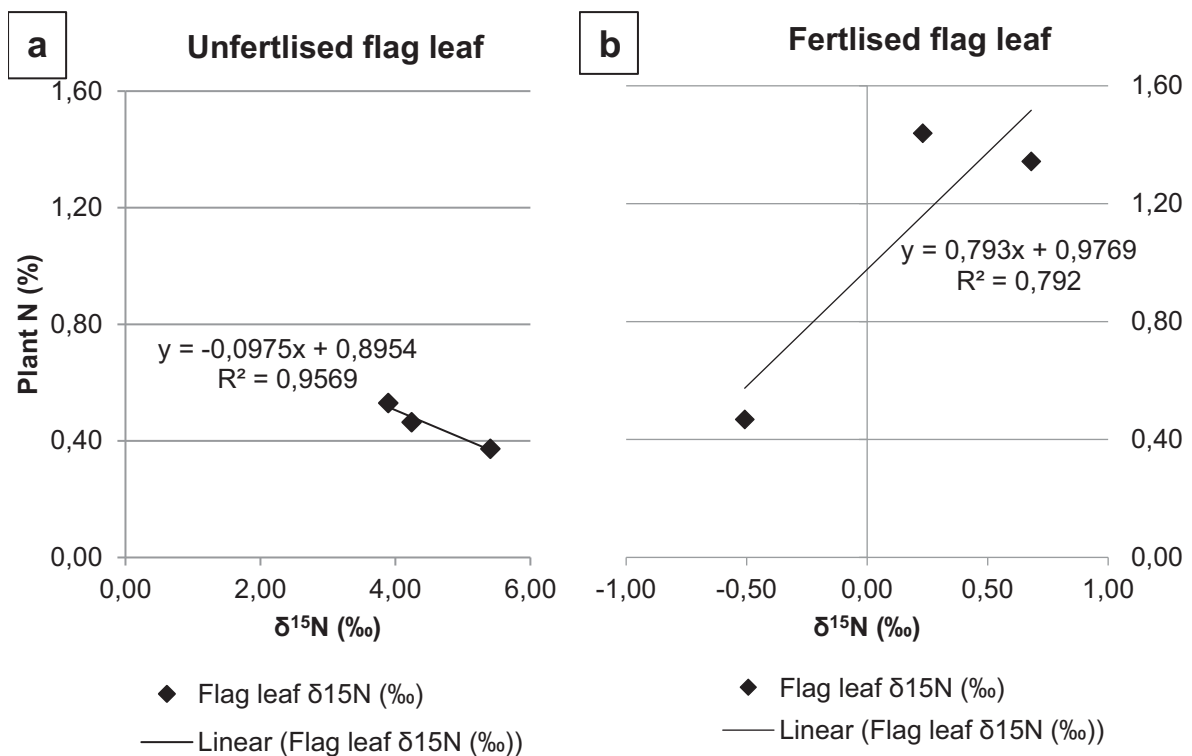 a
Unfertlised flag leaf
1,60
1,20
0,80
0,40
0,00
Plant N (%)
y = -0,0975x + 0,8954
R² = 0,9569
0,00 2,00 4,00 6,00
δ¹⁵N (‰)
◆ Flag leaf δ15N (‰)
Linear (Flag leaf δ15N (‰))
b
Fertlised flag leaf
1,60
1,20
0,80
0,40
0,00
y = 0,793x + 0,9769
R² = 0,792
-1,00 -0,50 0,00 0,50 1,00
δ¹⁵N (‰)
◆ Flag leaf δ15N (‰)
Linear (Flag leaf δ15N (‰))